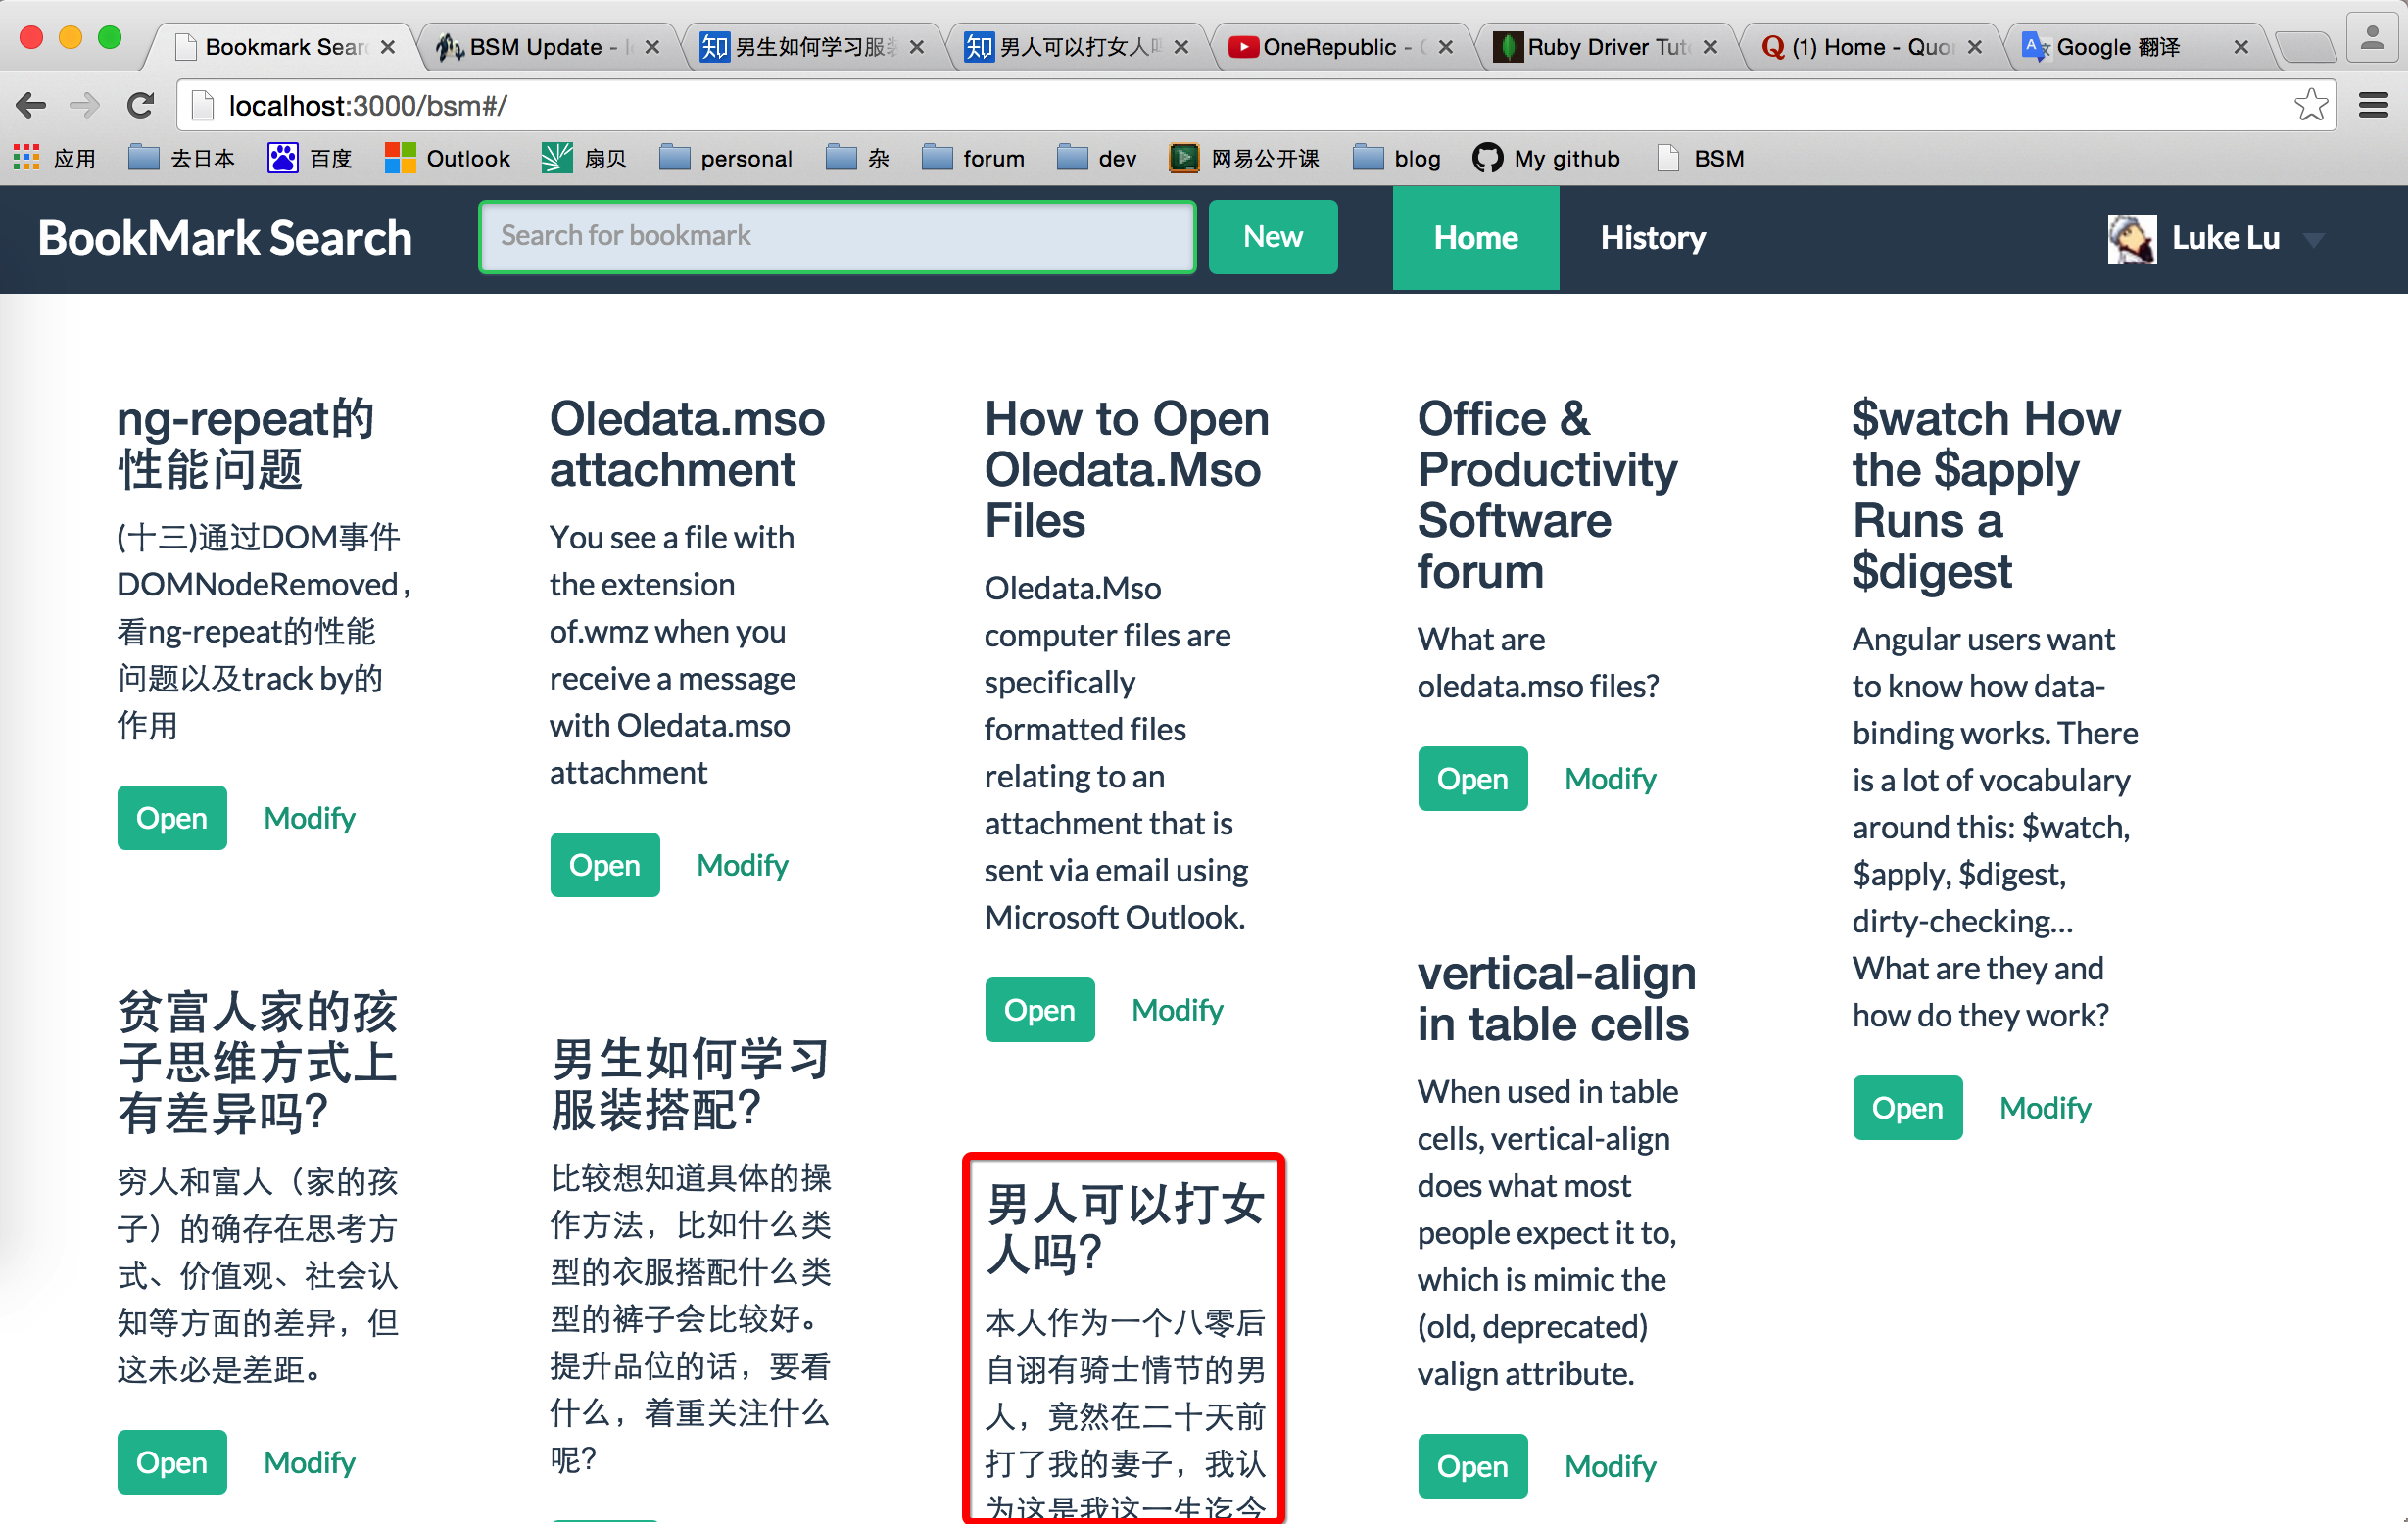 Bookmark Sear
BSM Update -
男生如何学习服
男人可以打女人
OneRepublic -
Ruby Driver Tut
(1) Home - Quo
Google 翻译
localhost:3000/bsm#/
应用
去日本
百度
Outlook
扇贝
personal
杂
forum
dev
网易公开课
blog
My github
BSM
BookMark Search
Search for bookmark
New
Home
History
Luke Lu
ng-repeat的
性能问题
(十三)通过DOM事件
DOMNodeRemoved，
看ng-repeat的性能
问题以及track by的
作用
Open
Modify
Oledata.mso
attachment
You see a file with
the extension
of.wmz when you
receive a message
with Oledata.mso
attachment
Open
Modify
How to Open
Oledata.Mso
Files
Oledata.Mso
computer files are
specifically
formatted files
relating to an
attachment that is
sent via email using
Microsoft Outlook.
Open
Modify
Office &
Productivity
Software
forum
What are
oledata.mso files?
Open
Modify
$watch How
the $apply
Runs a
$digest
Angular users want
to know how data-
binding works. There
is a lot of vocabulary
around this: $watch,
$apply, $digest,
dirty-checking...
What are they and
how do they work?
Open
Modify
贫富人家的孩
子思维方式上
有差异吗？
穷人和富人（家的孩
子）的确存在思考方
式、价值观、社会认
知等方面的差异，但
这未必是差距。
Open
Modify
男生如何学习
服装搭配？
比较想知道具体的操
作方法，比如什么类
型的衣服搭配什么类
型的裤子会比较好。
提升品位的话，要看
什么，着重关注什么
呢？
男人可以打女
人吗？
本人作为一个八零后
自诩有骑士情节的男
人，竟然在二十天前
打了我的妻子，我认
为这是我这一生迄今
vertical-align
in table cells
When used in table
cells, vertical-align
does what most
people expect it to,
which is mimic the
(old, deprecated)
valign attribute.
Open
Modify